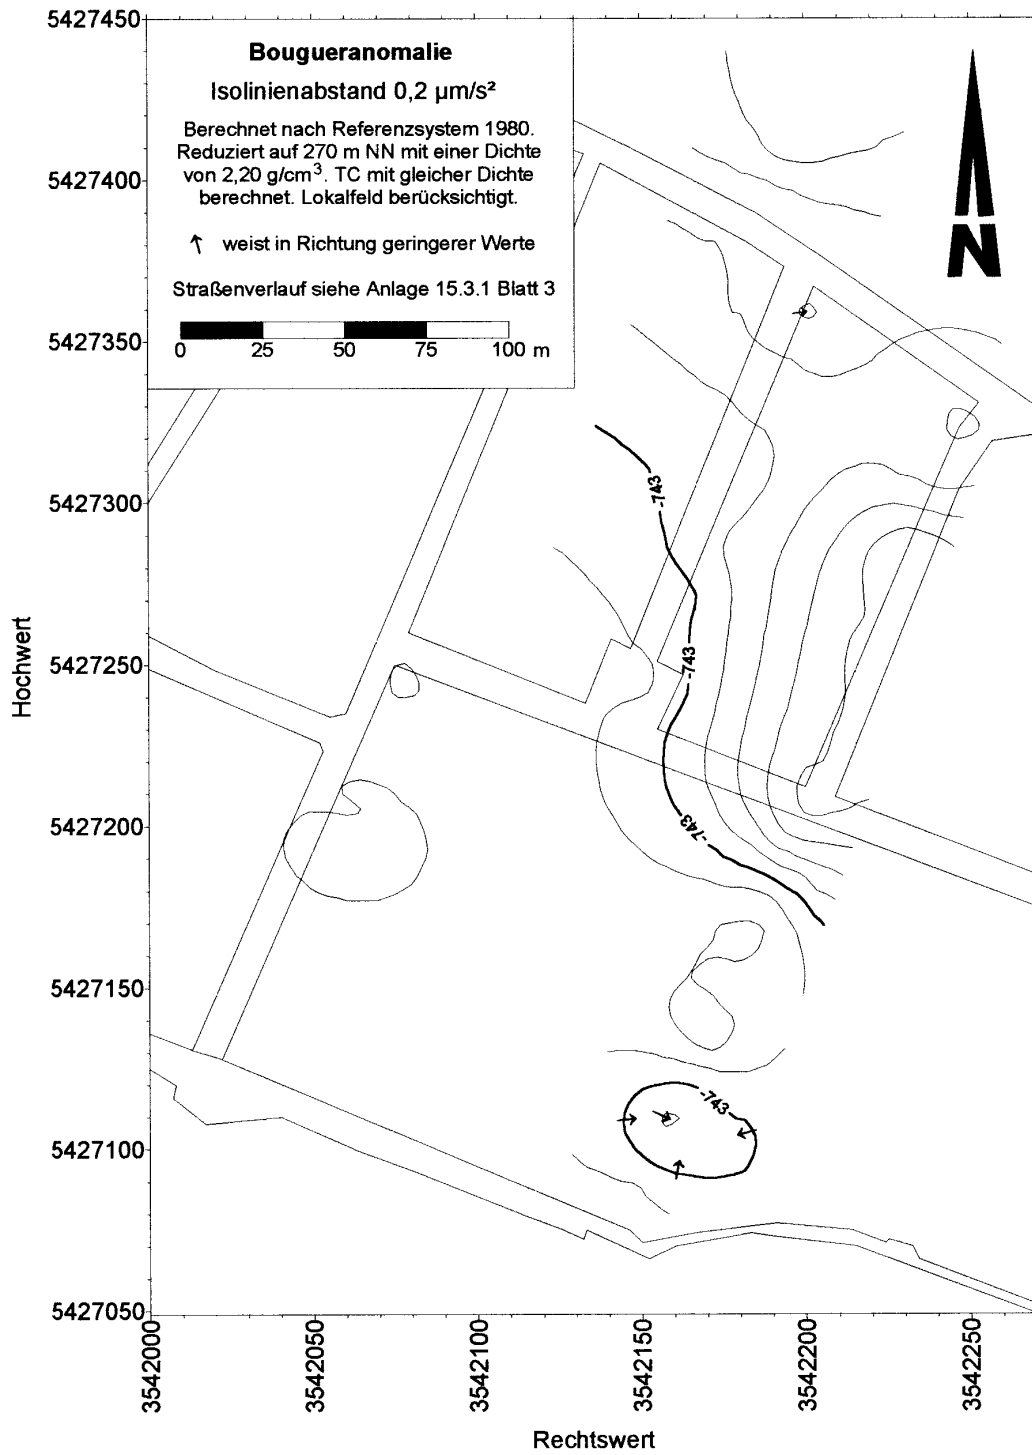 Bougueranomalie
Isolinienabstand 0,2 µm/s²
Berechnet nach Referenzsystem 1980.
Reduziert auf 270 m NN mit einer Dichte
von 2,20 g/cm³. TC mit gleicher Dichte
berechnet. Lokalfeld berücksichtigt.
weist in Richtung geringerer Werte
Straßenverlauf siehe Anlage 15.3.1 Blatt 3
0 25 50 75 100 m
N
5427450
5427400
5427350
5427300
5427250
5427200
5427150
5427100
5427050
Hochwert
-743
-743
-743
-743
3542000
3542050
3542100
3542150
3542200
3542250
Rechtswert